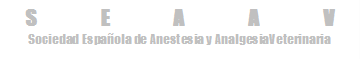 S E A A V
Sociedad Española de Anestesia y AnalgesiaVeterinaria